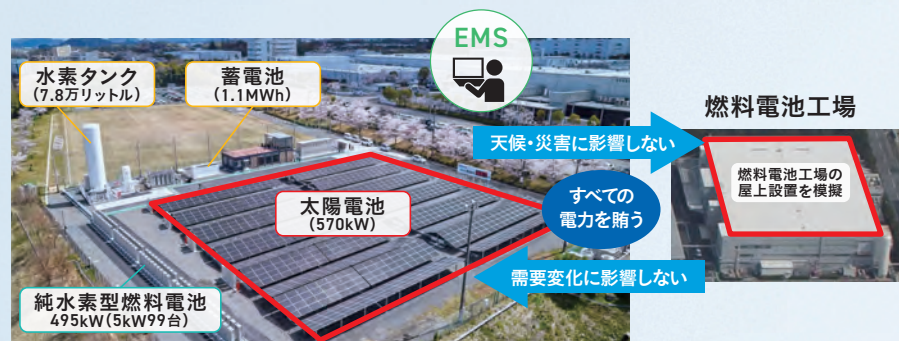 EMS
水素タンク
(7.8万リットル)
蓄電池
(1.1MWh)
燃料電池工場
天候・災害に影響しない
燃料電池工場の
屋上設置を模擬
すべての
電力を賄う
太陽電池
(570kW)
需要変化に影響しない
純水素型燃料電池
495kW(5kW99台)